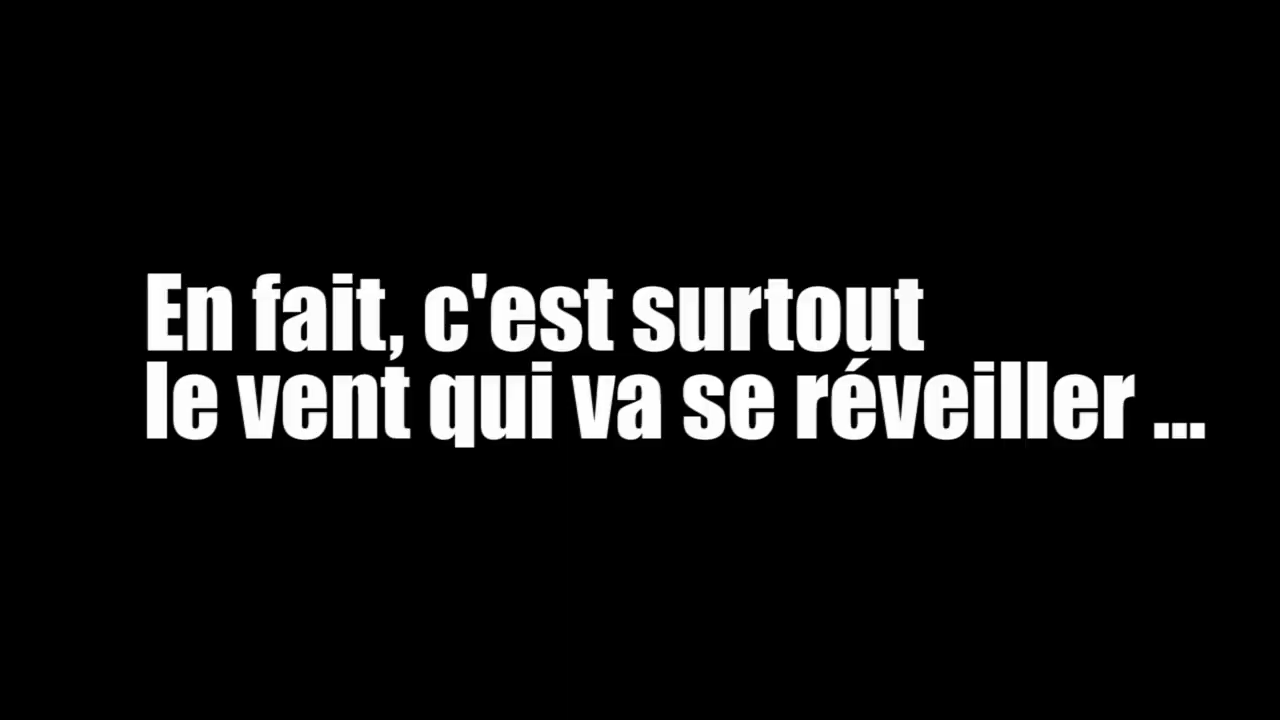 En fait, c'est surtout
le vent qui va se réveiller ...